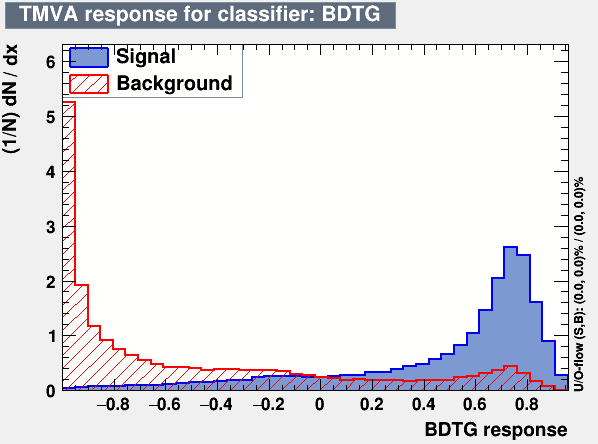 TMVA response for classifier: BDTG
(1/N) dN / dx
Signal
Background
6
5
4
3
2
1
0
−0.8 −0.6 −0.4 −0.2 0 0.2 0.4 0.6 0.8
BDTG response
U/O-flow (S,B): (0.0, 0.0)% / (0.0, 0.0)%